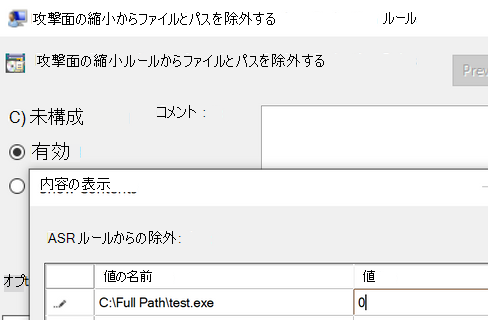 攻撃面の縮小からファイルとパスを除外する ルール
攻撃面の縮小ルールからファイルとパスを除外する
Prev
C) 未構成
コメント :
有効
内容の表示
ASR ルールからの除外:
オプ
値の名前 値
C:\Full Path\test.exe 0